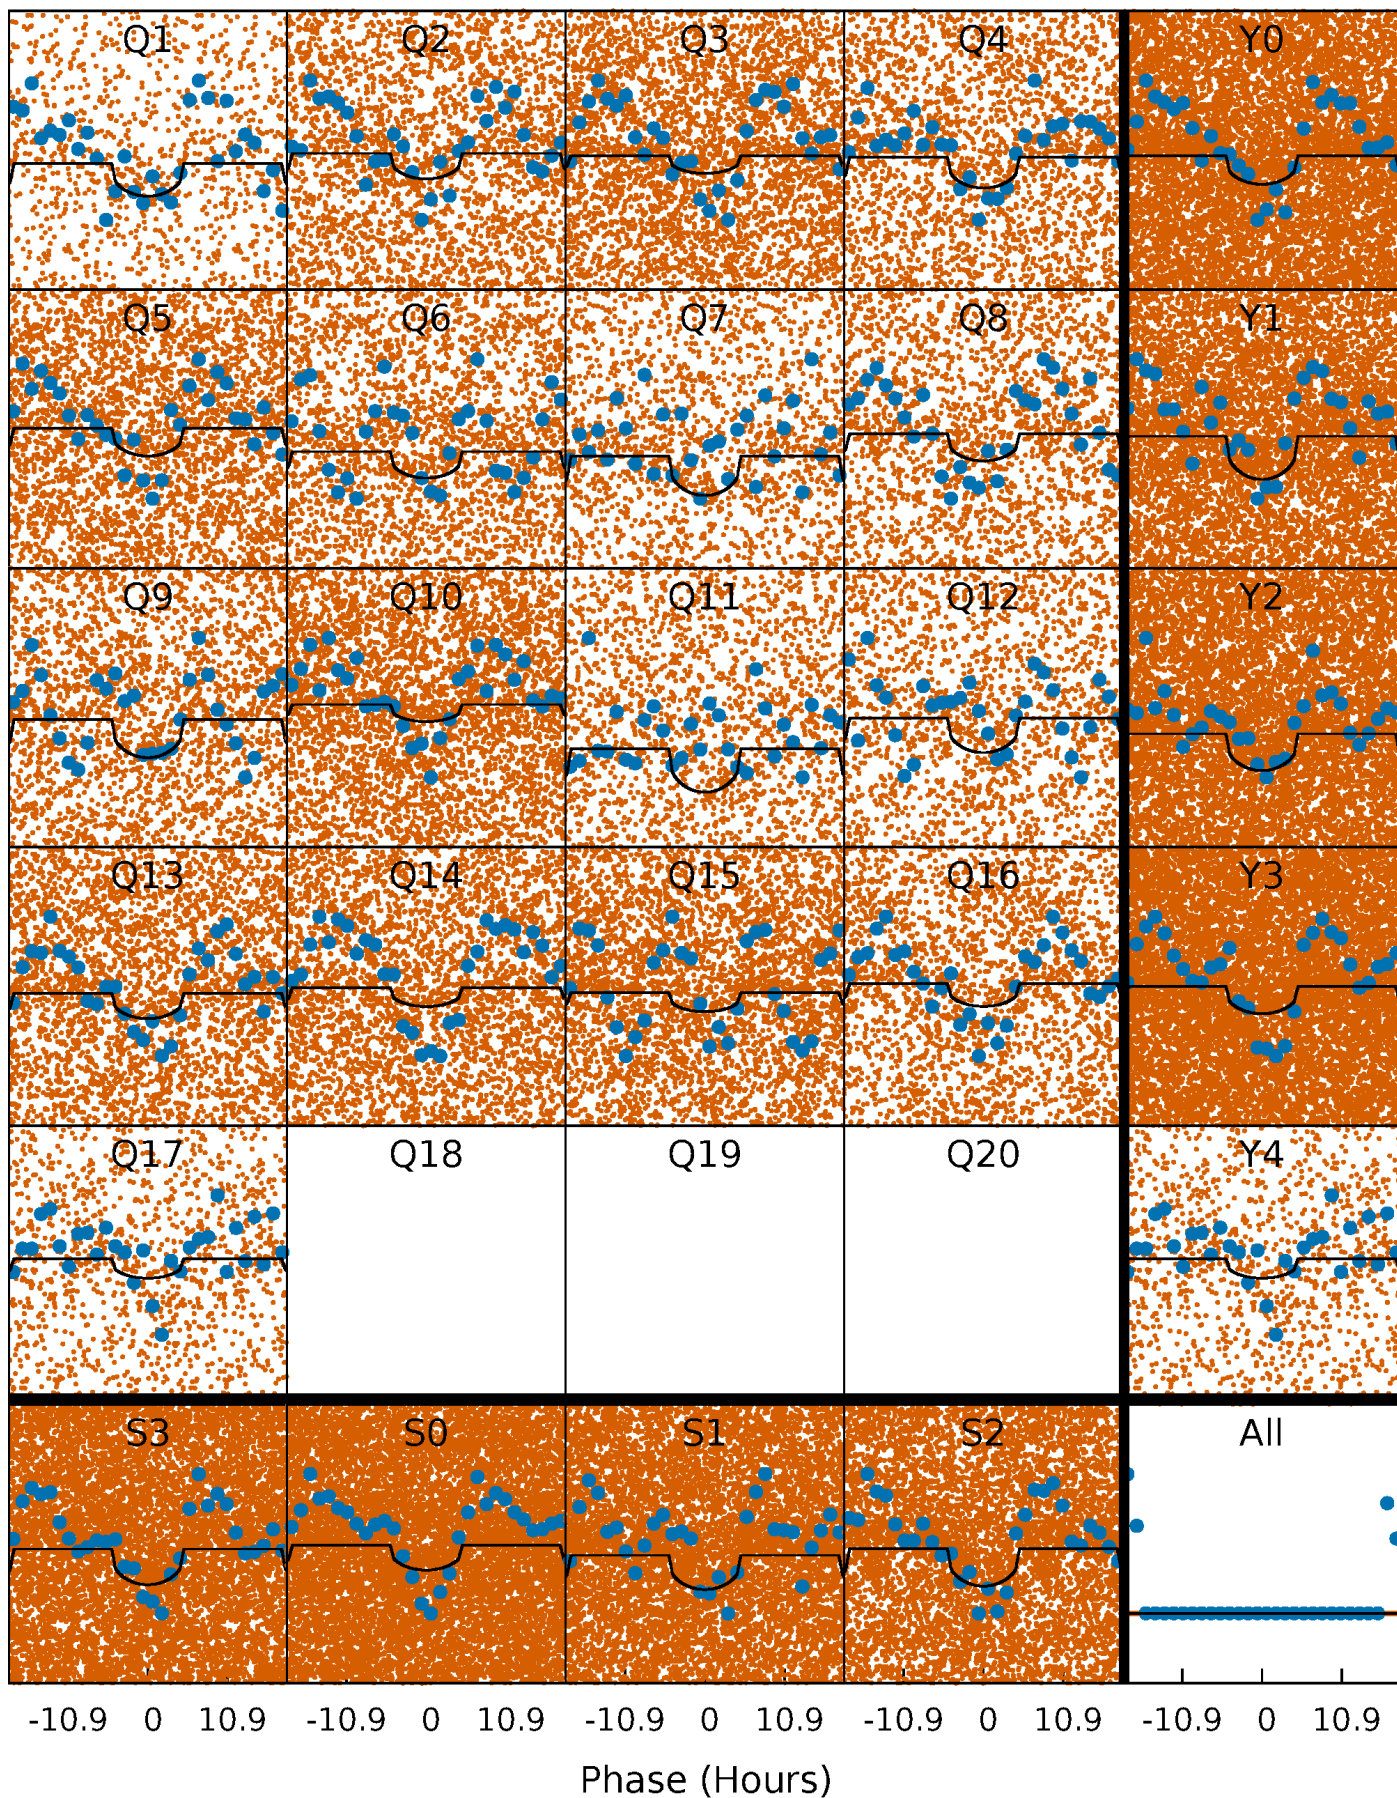 Q1 Q2 Q3 Q4 Y0
Q5 Q6 Q7 Q8 Y1
Q9 Q10 Q11 Q12 Y2
Q13 Q14 Q15 Q16 Y3
Q17 Q18 Q19 Q20 Y4
S3 S0 S1 S2 All
-10.9 0 10.9 -10.9 0 10.9 -10.9 0 10.9 -10.9 0 10.9 -10.9 0 10.9
Phase (Hours)